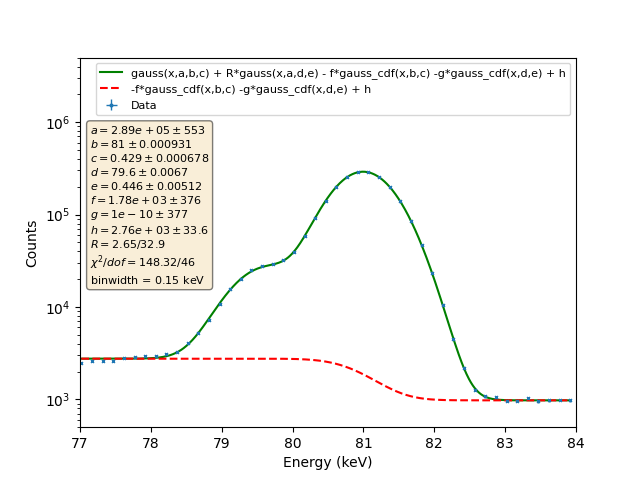 gauss(x,a,b,c) + R*gauss(x,a,d,e) - f*gauss_cdf(x,b,c) -g*gauss_cdf(x,d,e) + h
-f*gauss_cdf(x,b,c) -g*gauss_cdf(x,d,e) + h
Data
a = 2.89e + 05 ± 553
b = 81 ± 0.000931
c = 0.429 ± 0.000678
d = 79.6 ± 0.0067
e = 0.446 ± 0.00512
f = 1.78e + 03 ± 376
g = 1e − 10 ± 377
h = 2.76e + 03 ± 33.6
R = 2.65/32.9
χ²/dof = 148.32/46
binwidth = 0.15 keV
10⁶
10⁵
10⁴
10³
Counts
77 78 79 80 81 82 83 84
Energy (keV)